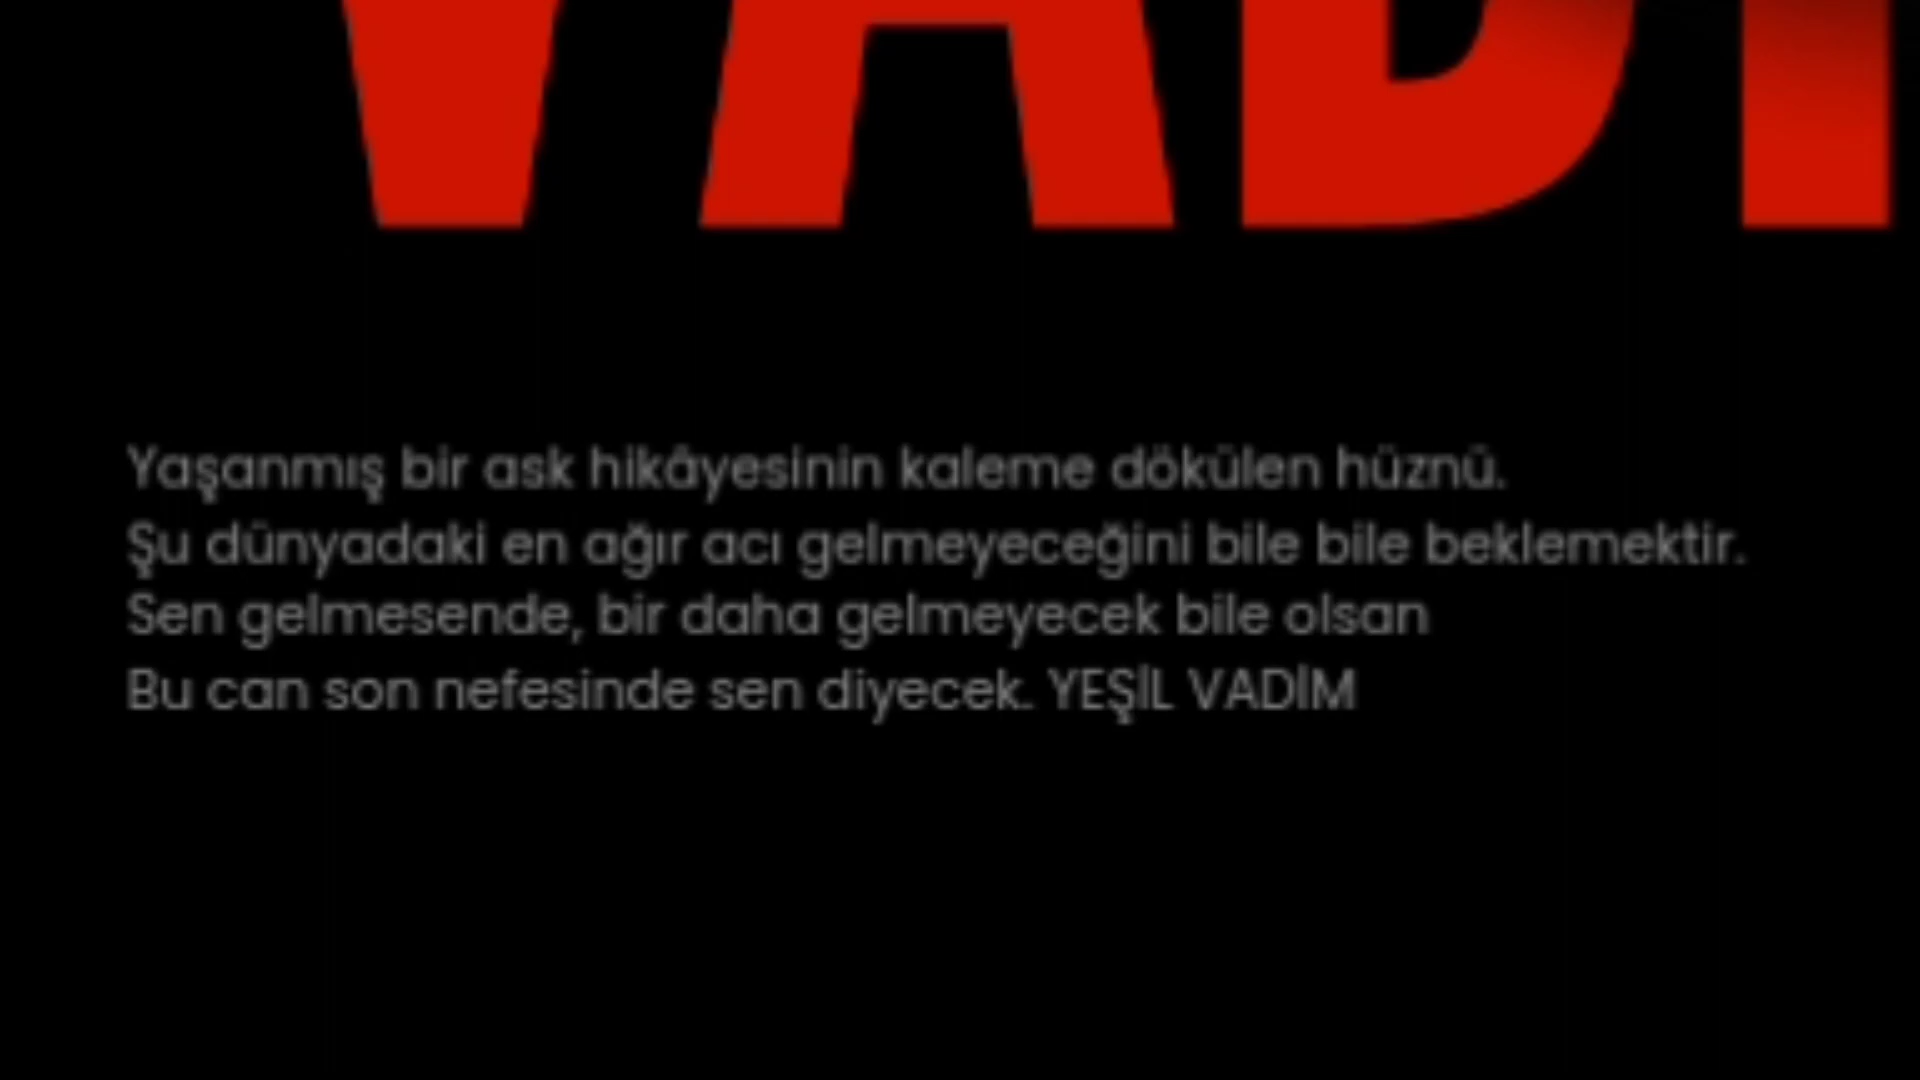 VADI
Yaşanmış bir ask hikâyesinin kaleme dökülen hüznü.
Şu dünyadaki en ağır acı gelmeyeceğini bile bile beklemektir.
Sen gelmesende, bir daha gelmeyecek bile olsan
Bu can son nefesinde sen diyecek. YEŞİL VADİM